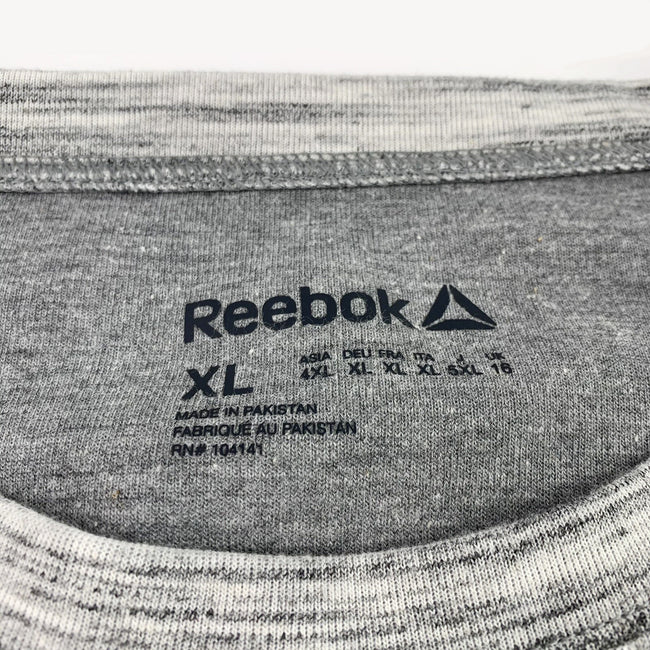 Reebok
XL
ASIA DEU FRA ITA J UK
4XL XL XL XL 5XL 16
MADE IN PAKISTAN
FABRIQUE AU PAKISTAN
RN# 104141